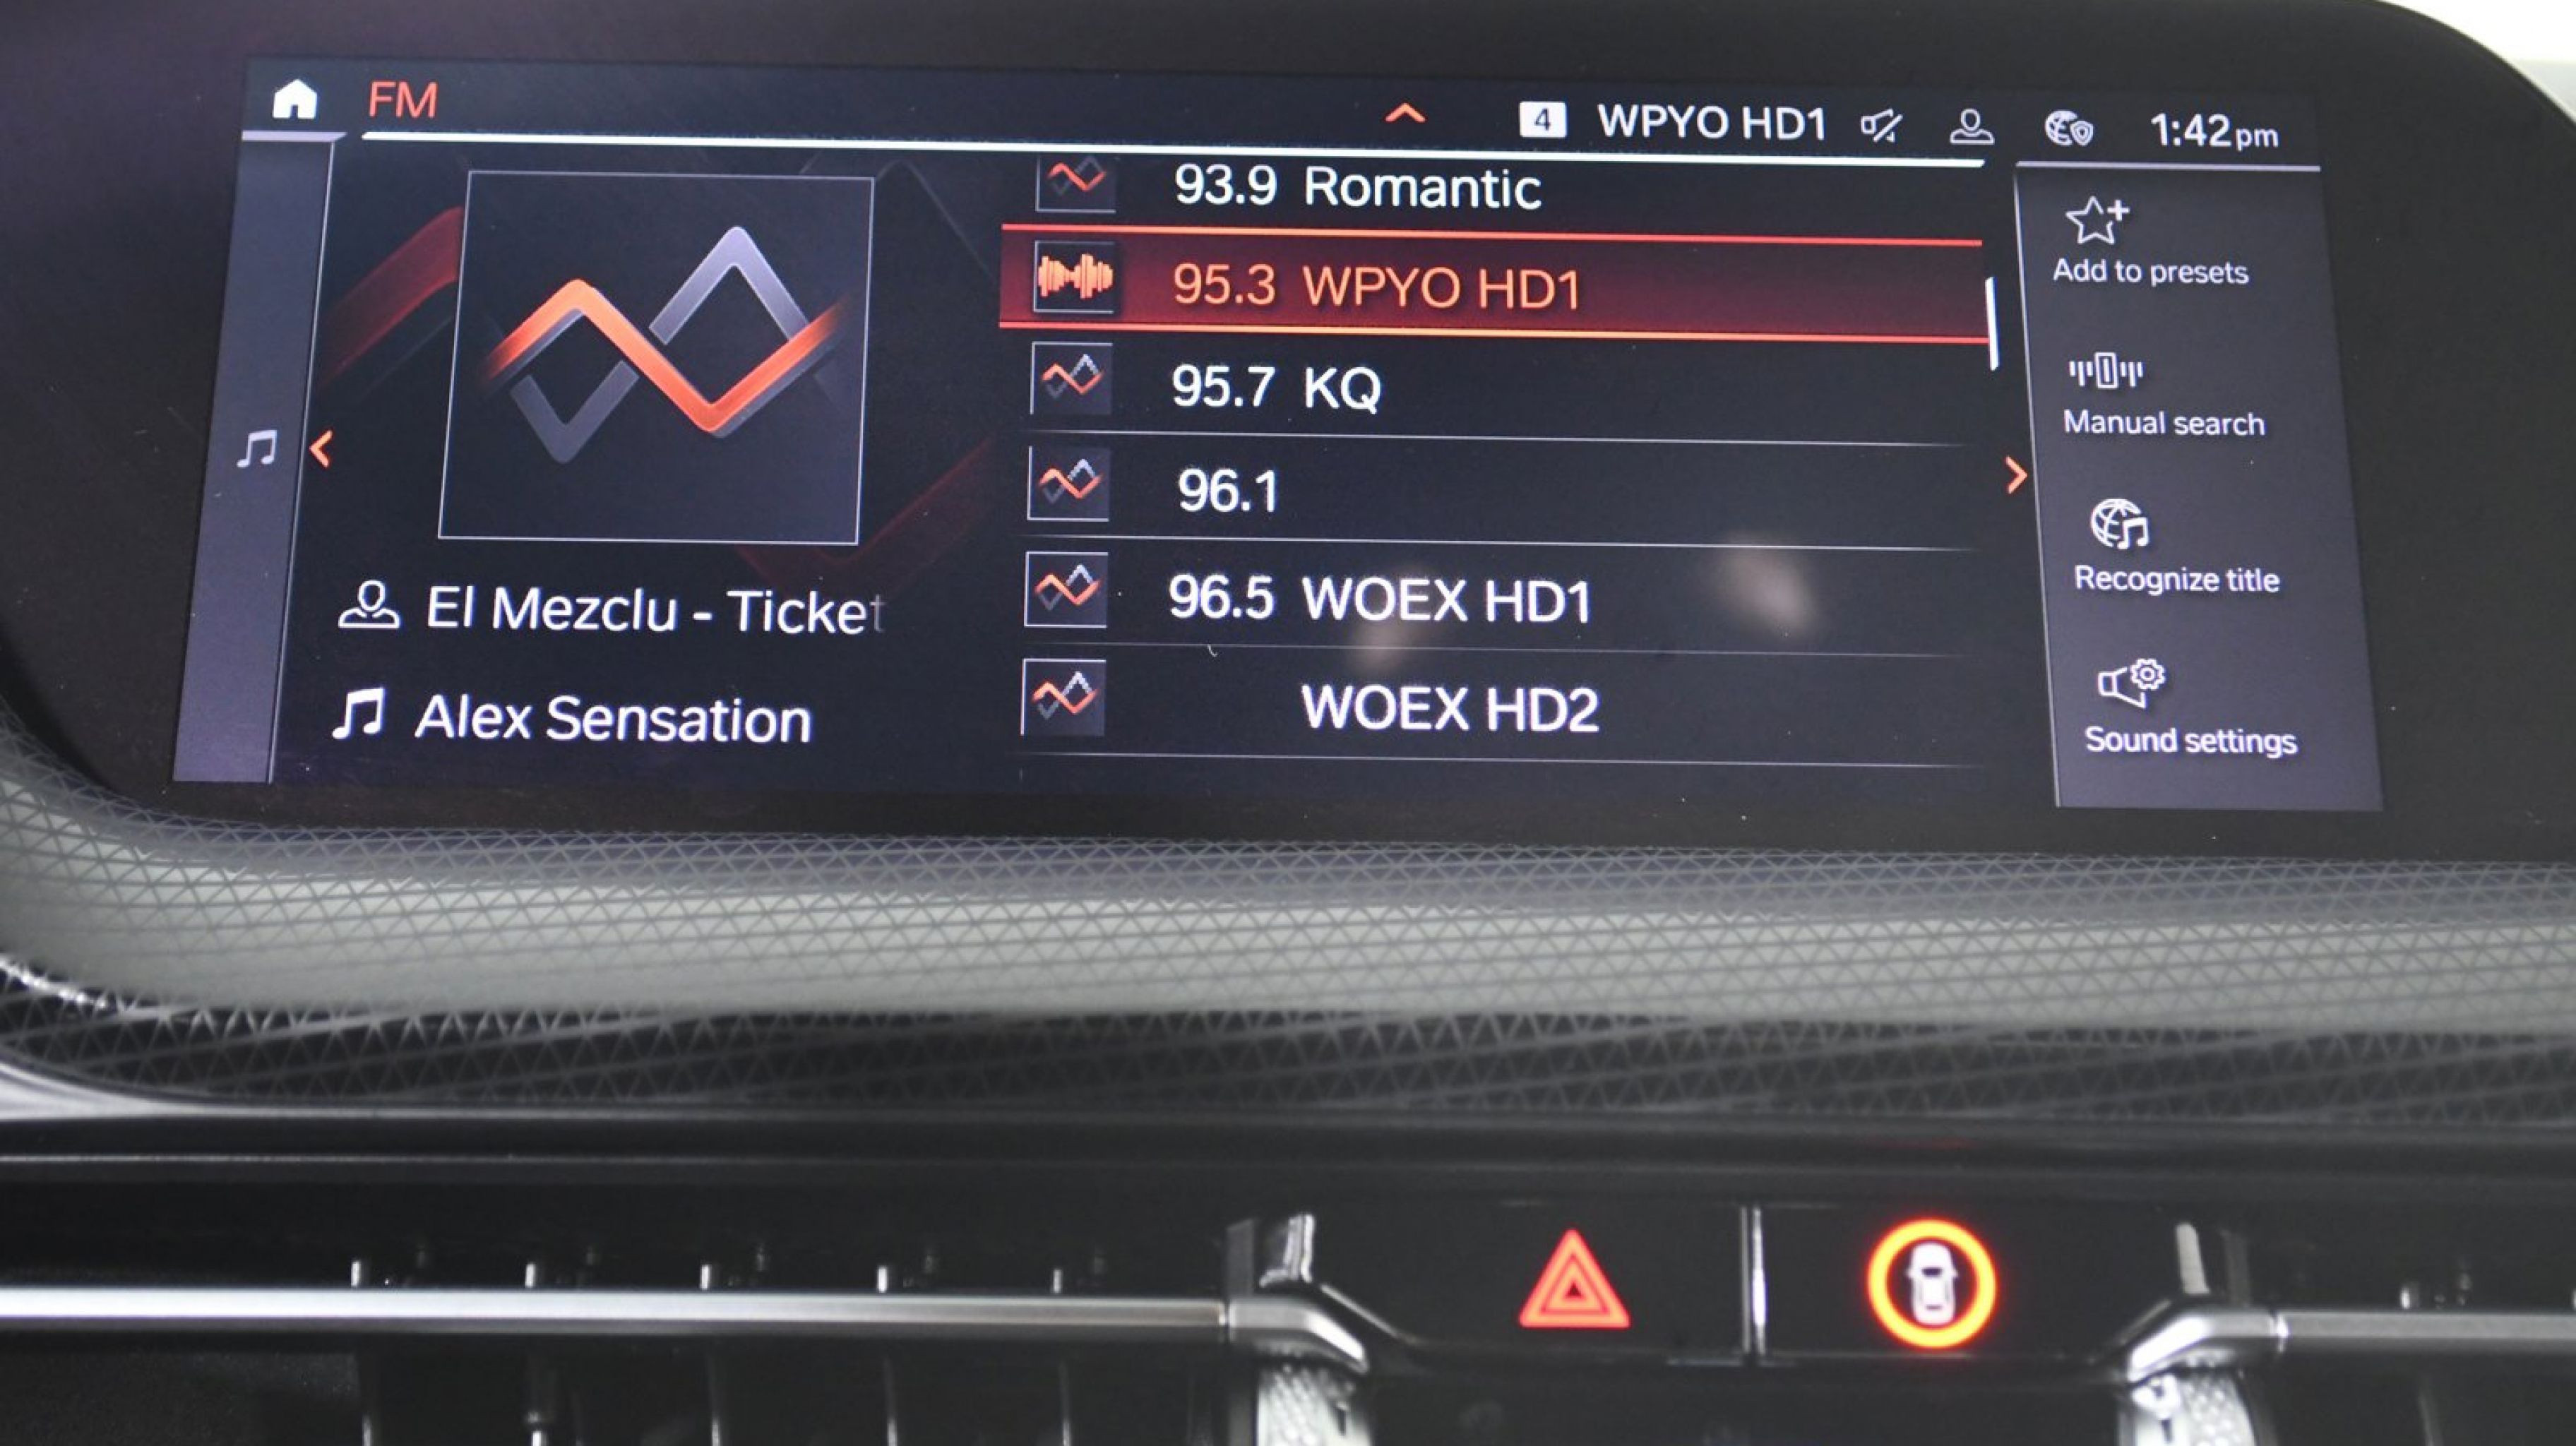 FM
4 WPYO HD1 1:42pm
93.9 Romantic
95.3 WPYO HD1
95.7 KQ
96.1
96.5 WOEX HD1
WOEX HD2
El Mezclu - Ticket
Alex Sensation
Add to presets
Manual search
Recognize title
Sound settings